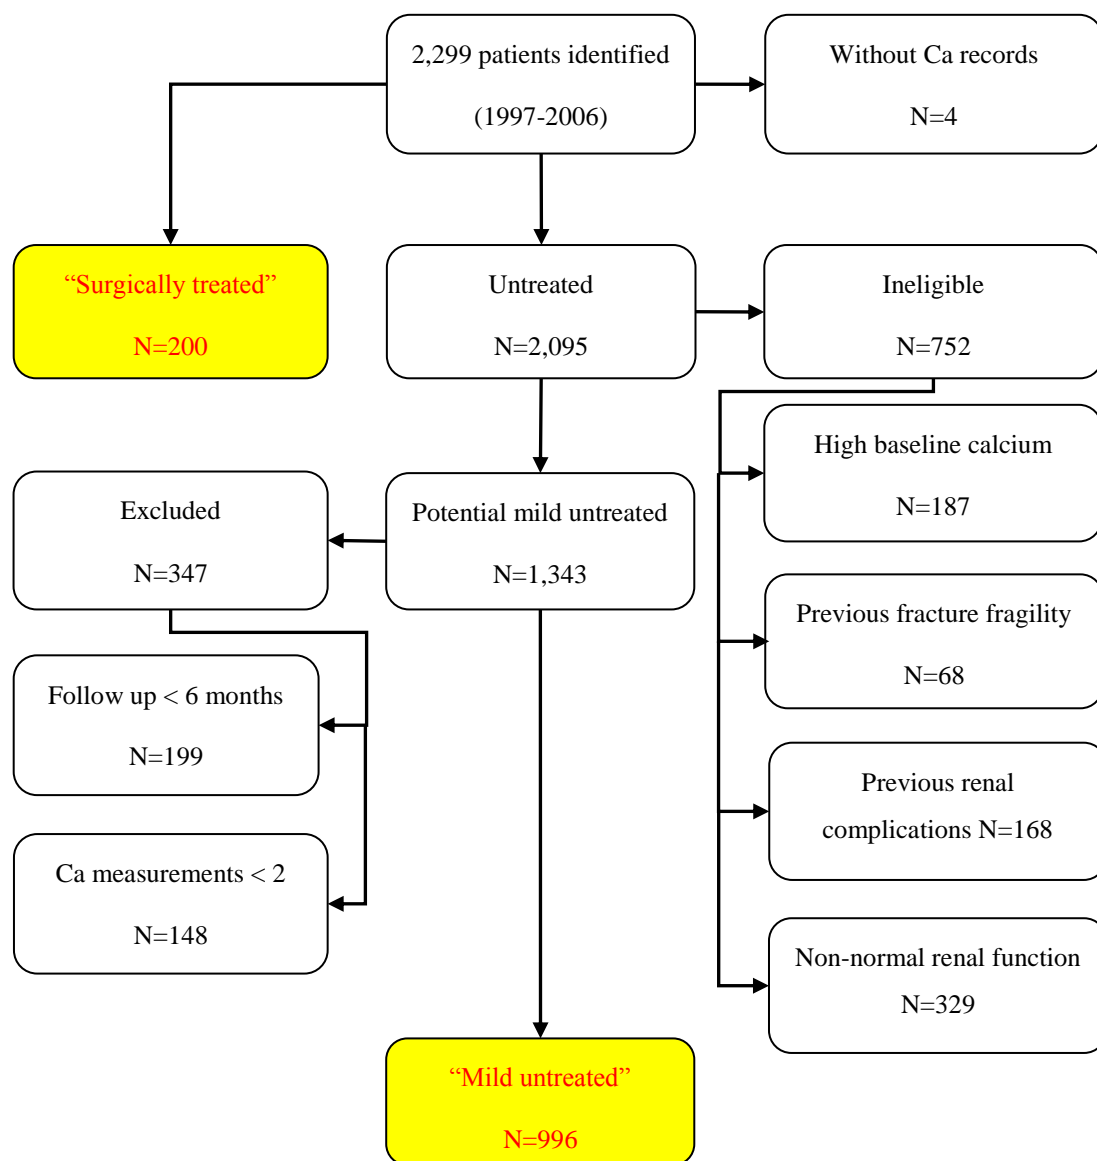 2,299 patients identified
(1997-2006)
Without Ca records
N=4
“Surgically treated”
N=200
Untreated
N=2,095
Ineligible
N=752
High baseline calcium
N=187
Excluded
N=347
Potential mild untreated
N=1,343
Previous fracture fragility
N=68
Follow up < 6 months
N=199
Previous renal
complications N=168
Ca measurements < 2
N=148
Non-normal renal function
N=329
“Mild untreated”
N=996